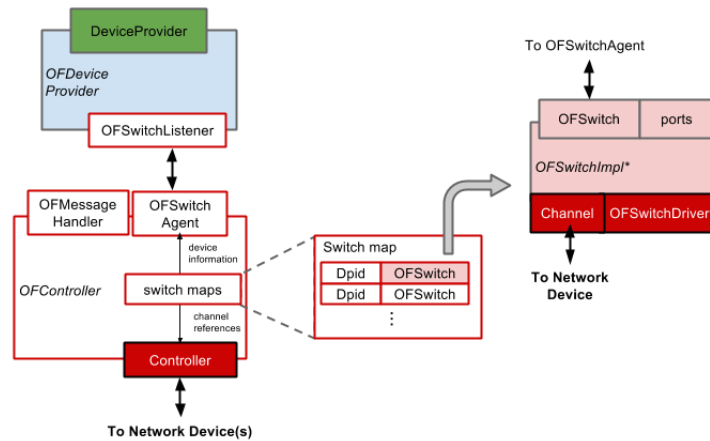 DeviceProvider
OFDevice
Provider
OFSwitchListener
OFMessage
Handler
OFSwitch
Agent
device
information
OFController
switch maps
channel
references
Controller
To Network Device(s)
Switch map
Dpid OFSwitch
Dpid OFSwitch
⋮
To OFSwitchAgent
OFSwitch ports
OFSwitchImpl*
Channel OFSwitchDriver
To Network
Device